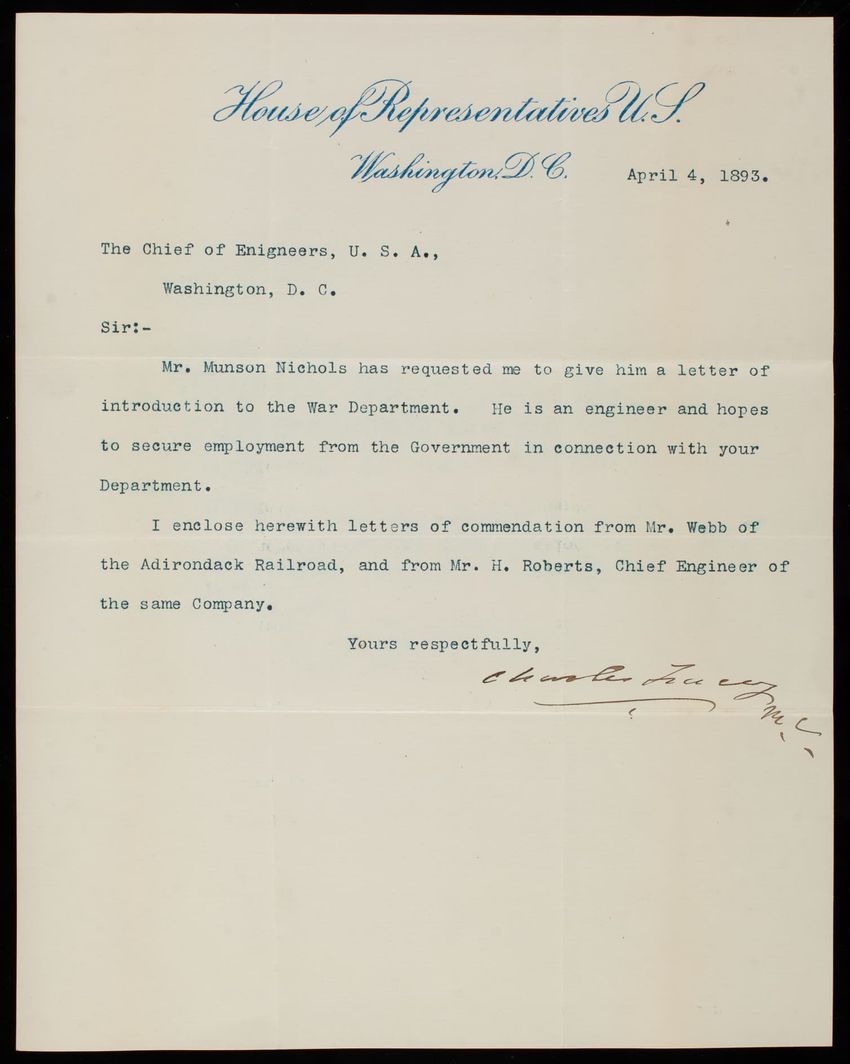 House of Representatives U.S.
Washington, D.C. April 4, 1893.
The Chief of Enigneers, U. S. A.,
Washington, D. C.
Sir:-
Mr. Munson Nichols has requested me to give him a letter of
introduction to the War Department. He is an engineer and hopes
to secure employment from the Government in connection with your
Department.
I enclose herewith letters of commendation from Mr. Webb of
the Adirondack Railroad, and from Mr. H. Roberts, Chief Engineer of
the same Company.
Yours respectfully,
Charles Tracey
M.C.